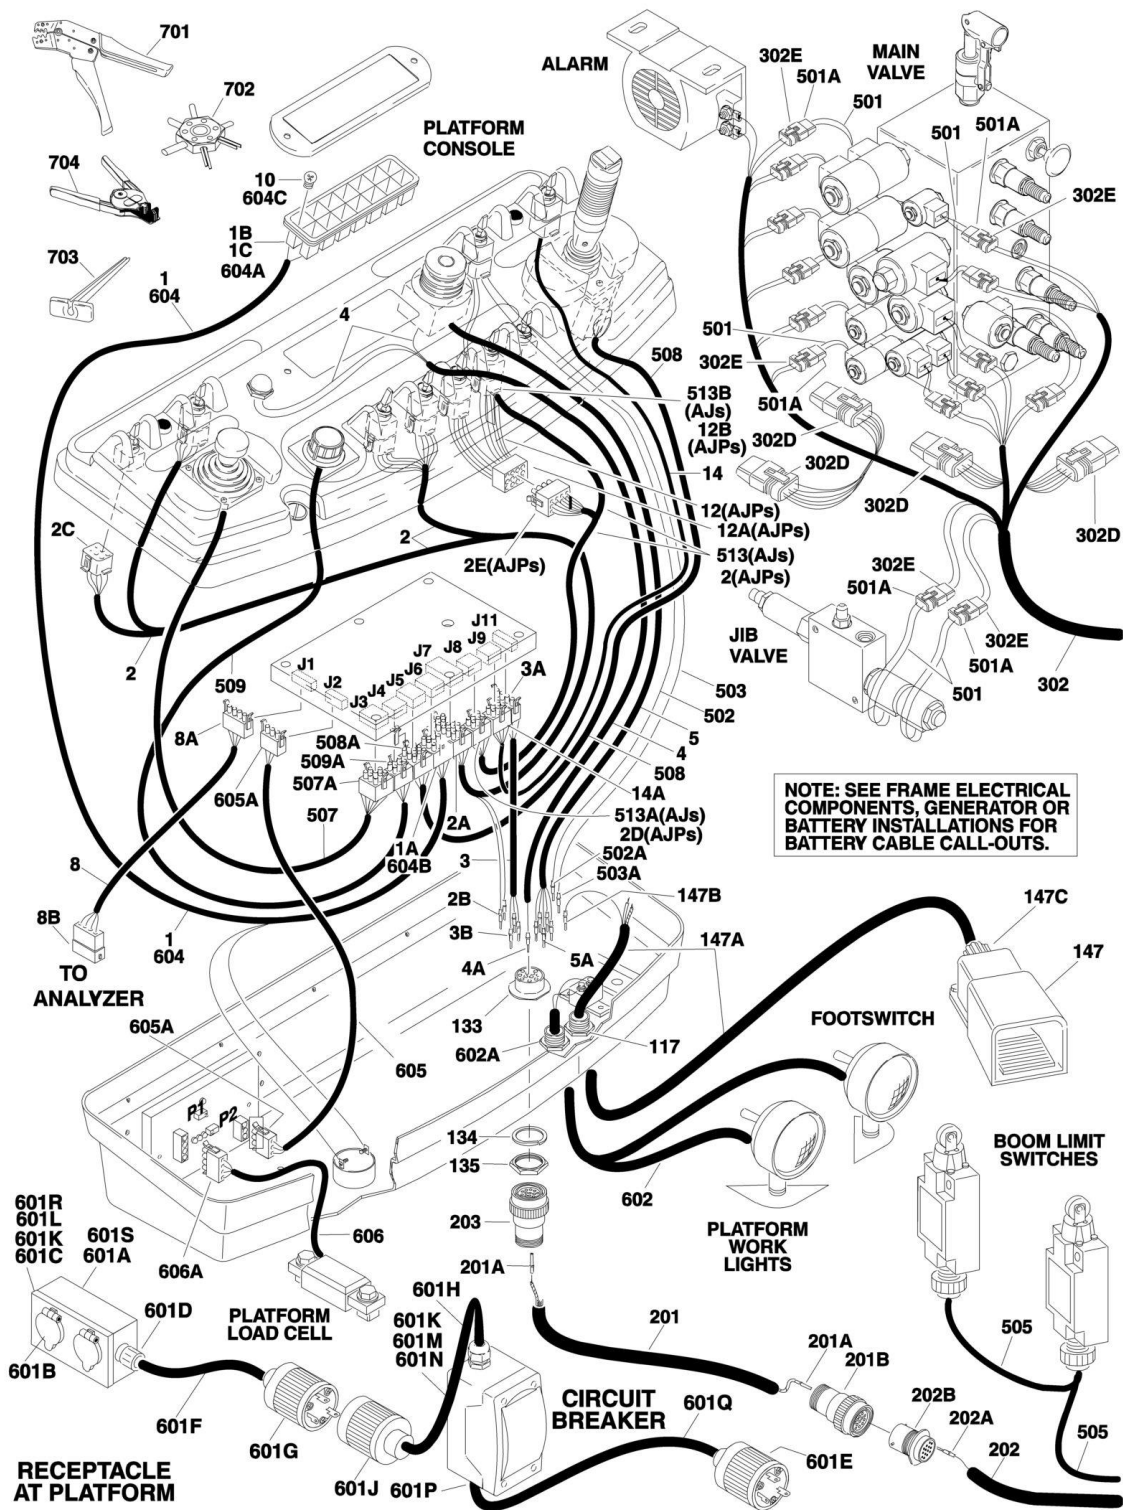 701
702
704
703
PLATFORM
CONSOLE
10
604C
1B
1C
604A
1
604
4
ALARM
302E
501A
501
MAIN
VALVE
501
501A
302E
501
302E
501A
508
513B
(AJs)
12B
(AJPs)
302D
302D
302D
302D
14
12(AJPs)
12A(AJPs)
513(AJs)
2(AJPs)
2E(AJPs)
2
2C
2
509
302E
501A
302E
501A
501
302
JIB
VALVE
J1
J2
J3
J4
J5
J6
J7
J8
J9
J11
3A
503
502
5
4
508
14A
8A
605A
508A
509A
507A
507
2A
1A
604B
513A(AJs)
2D(AJPs)
502A
503A
3
2B
3B
4A
5A
147B
147A
8
8B
1
604
TO
ANALYZER
NOTE: SEE FRAME ELECTRICAL
COMPONENTS, GENERATOR OR
BATTERY INSTALLATIONS FOR
BATTERY CABLE CALL-OUTS.
147C
147
FOOTSWITCH
133
602A
117
605A
605
P1
P2
134
135
203
201A
602
PLATFORM
WORK
LIGHTS
BOOM LIMIT
SWITCHES
601R
601L
601K
601C
601S
601A
606A
606
601D
601B
601F
601G
PLATFORM
LOAD CELL
601H
601K
601M
601N
601J
601P
CIRCUIT
BREAKER
601Q
601E
201
201A
201B
202B
202A
202
505
505
RECEPTACLE
AT PLATFORM